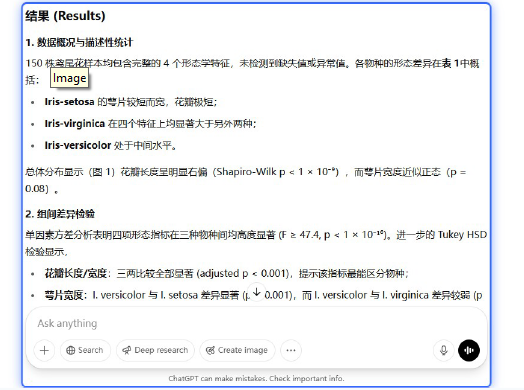 结果 (Results)
1. 数据概况与描述性统计
150 株鸢尾花样本均包含完整的 4 个形态学特征，未检测到缺失值或异常值。各物种的形态差异在表 1中概
括：
Image
• Iris-setosa 的萼片较短而宽，花瓣极短；
• Iris-virginica 在四个特征上均显著大于另外两种；
• Iris-versicolor 处于中间水平。
总体分布显示（图 1）花瓣长度呈明显右偏（Shapiro-Wilk p < 1 × 10⁻⁹），而萼片宽度近似正态（p =
0.08）。
2. 组间差异检验
单因素方差分析表明四项形态指标在三种物种间均高度显著 (F ≥ 47.4, p < 1 × 10⁻¹⁶)。进一步的 Tukey HSD
检验显示，
• 花瓣长度/宽度：三两比较全部显著 (adjusted p < 0.001)，提示该指标最能区分物种；
• 萼片宽度：I. versicolor 与 I. setosa 差异显著 (p 0.001)，而 I. versicolor 与 I. virginica 差异较弱 (p
Ask anything
Search Deep research Create image
ChatGPT can make mistakes. Check important info.